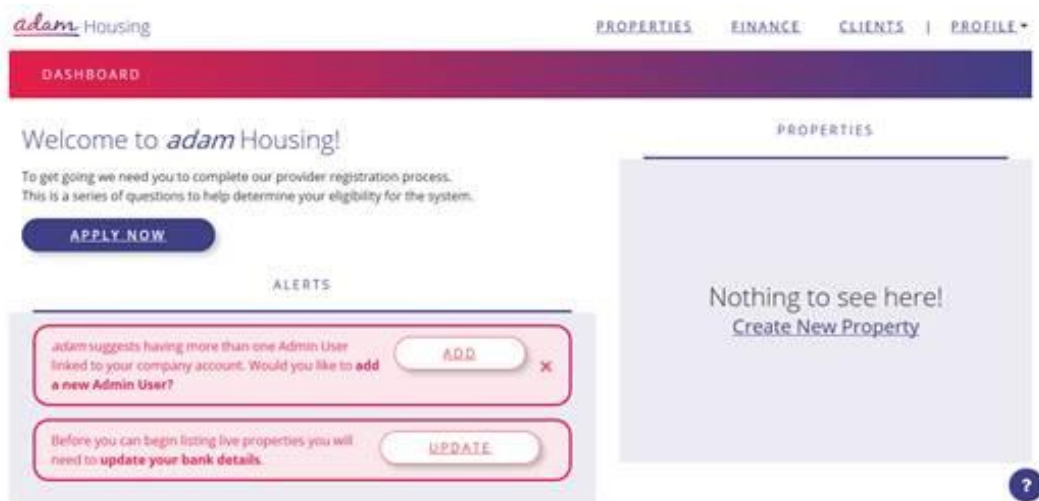 adam Housing
PROPERTIES FINANCE CLIENTS | PROFILE
DASHBOARD
Welcome to adam Housing!
To get going we need you to complete our provider registration process.
This is a series of questions to help determine your eligibility for the system.
APPLY NOW
ALERTS
adam suggests having more than one Admin User
linked to your company account. Would you like to add
a new Admin User?
ADD
×
Before you can begin listing live properties you will
need to update your bank details.
UPDATE
PROPERTIES
Nothing to see here!
Create New Property
?